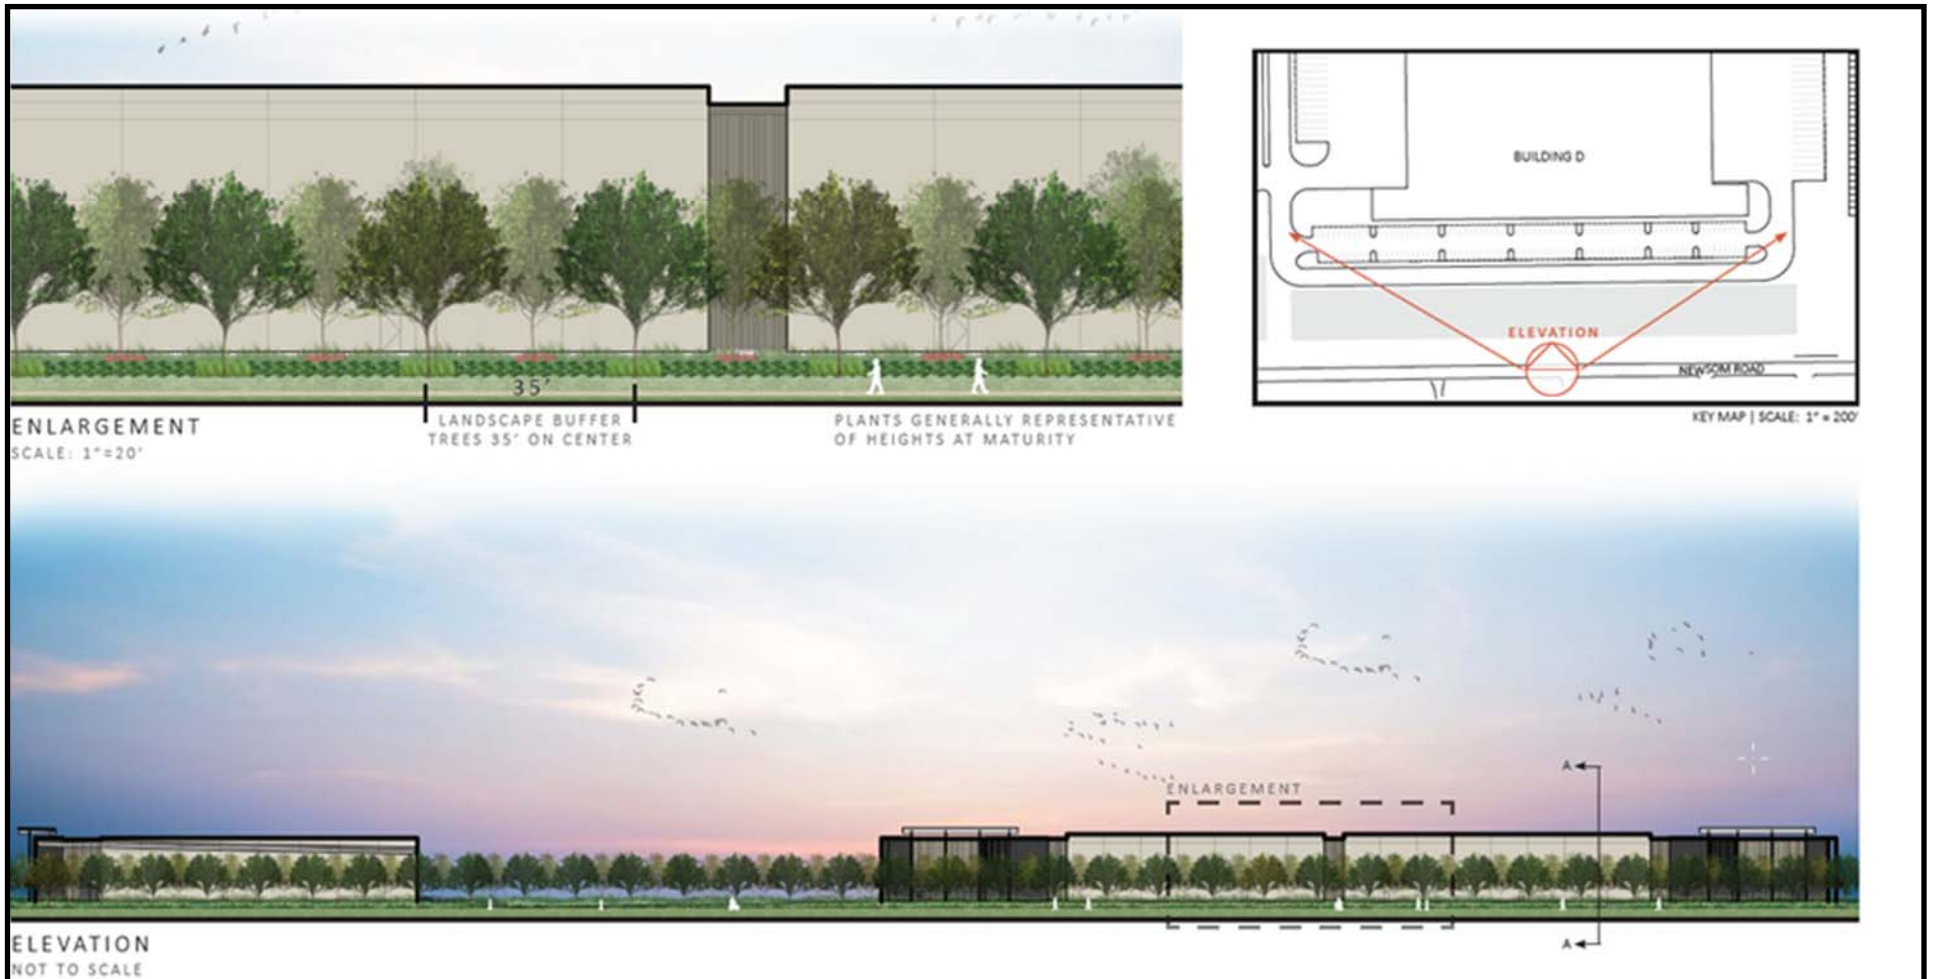 35'
ENLARGEMENT
SCALE: 1"=20'
LANDSCAPE BUFFER
TREES 35' ON CENTER
PLANTS GENERALLY REPRESENTATIVE
OF HEIGHTS AT MATURITY
BUILDING D
ELEVATION
NEWSOM ROAD
KEY MAP | SCALE: 1" = 200'
ENLARGEMENT
A
A
ELEVATION
NOT TO SCALE